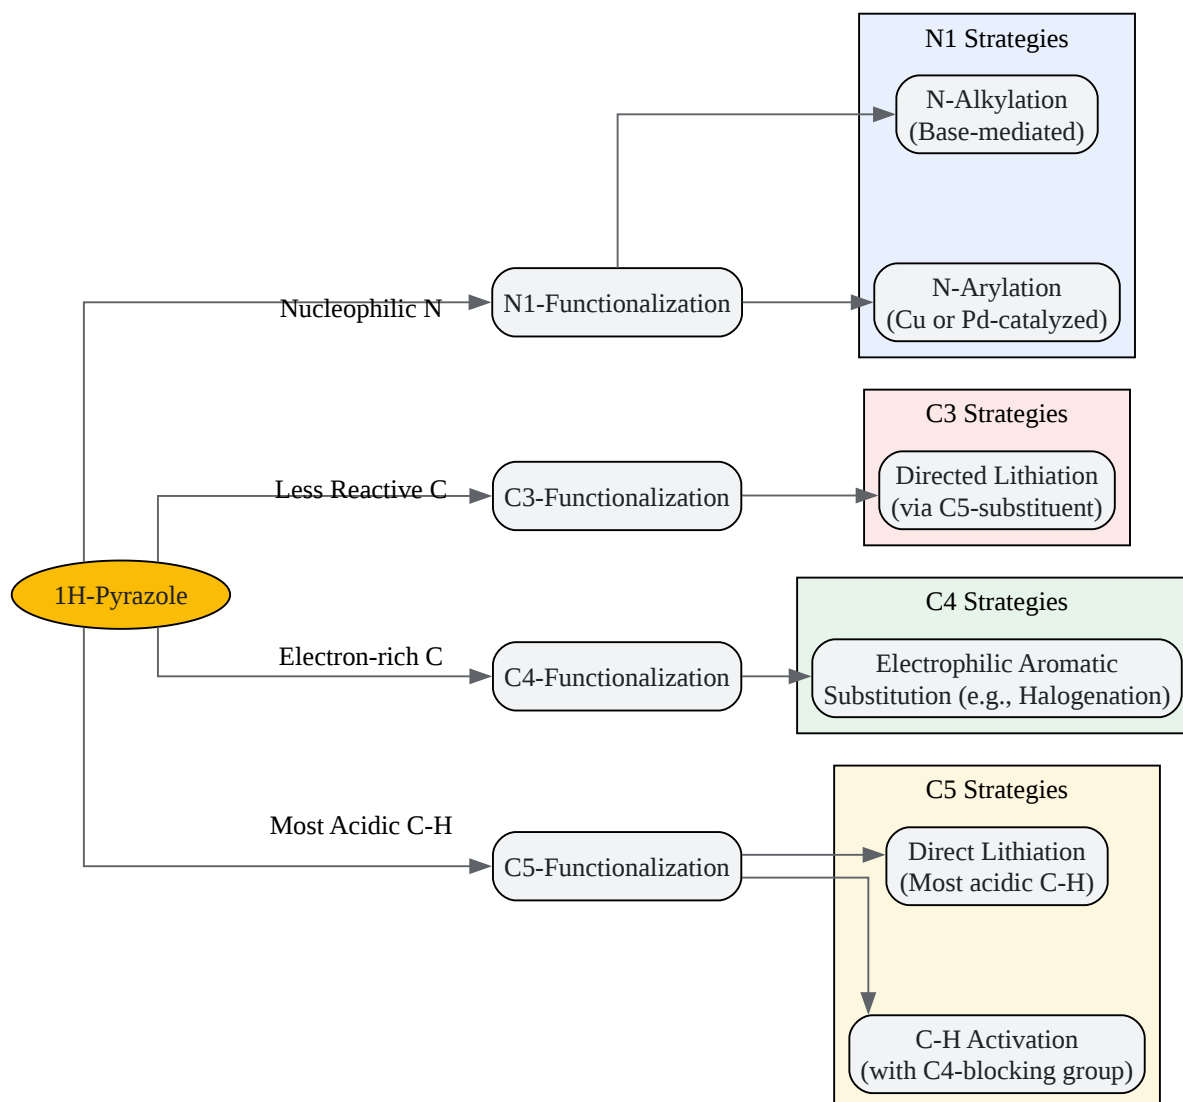 N1 Strategies
N-Alkylation
(Base-mediated)
N-Arylation
(Cu or Pd-catalyzed)
Nucleophilic N
N1-Functionalization
C3 Strategies
Directed Lithiation
(via C5-substituent)
Less Reactive C
C3-Functionalization
1H-Pyrazole
C4 Strategies
Electrophilic Aromatic
Substitution (e.g., Halogenation)
Electron-rich C
C4-Functionalization
C5 Strategies
Direct Lithiation
(Most acidic C-H)
Most Acidic C-H
C5-Functionalization
C-H Activation
(with C4-blocking group)